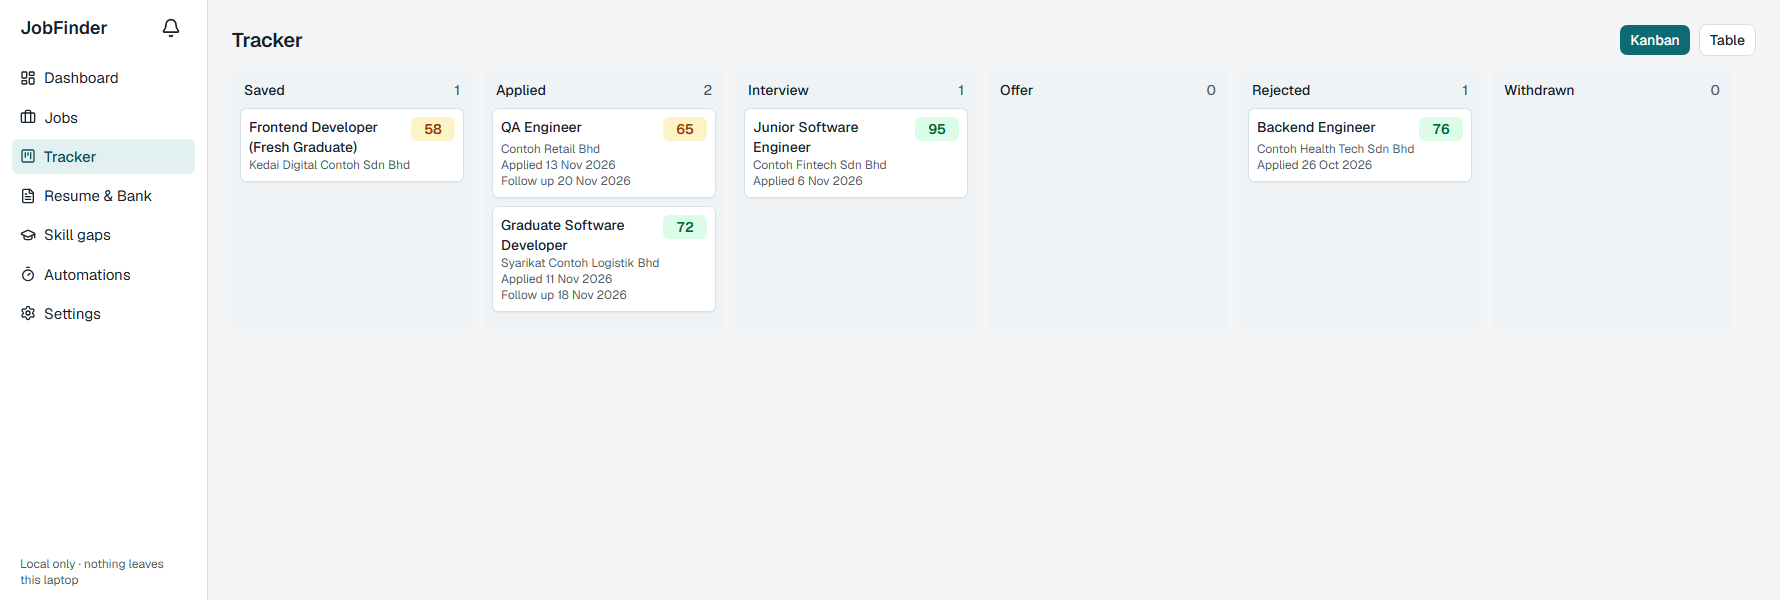 JobFinder
Dashboard
Jobs
Tracker
Resume & Bank
Skill gaps
Automations
Settings
Local only · nothing leaves
this laptop
Tracker
Kanban
Table
Saved 1
Frontend Developer
(Fresh Graduate)
58
Kedai Digital Contoh Sdn Bhd
Applied 2
QA Engineer
65
Contoh Retail Bhd
Applied 13 Nov 2026
Follow up 20 Nov 2026
Graduate Software
Developer
72
Syarikat Contoh Logistik Bhd
Applied 11 Nov 2026
Follow up 18 Nov 2026
Interview 1
Junior Software
Engineer
95
Contoh Fintech Sdn Bhd
Applied 6 Nov 2026
Offer 0
Rejected 1
Backend Engineer
76
Contoh Health Tech Sdn Bhd
Applied 26 Oct 2026
Withdrawn 0